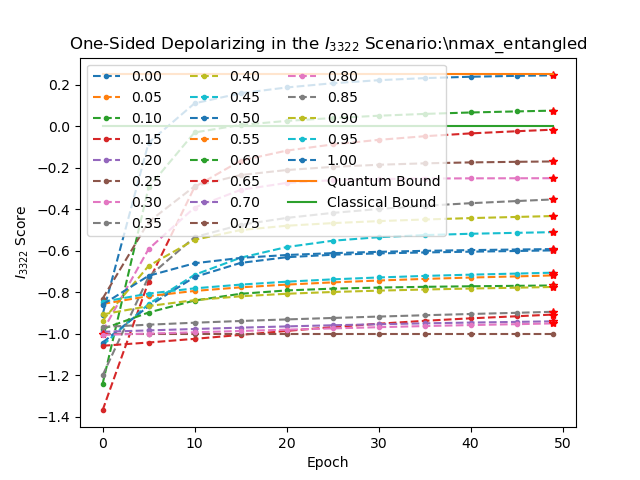 One-Sided Depolarizing in the I₃₃₂₂ Scenario:\nmax_entangled
0.00 0.40 0.80
0.05 0.45 0.85
0.10 0.50 0.90
0.15 0.55 0.95
0.20 0.60 1.00
0.25 0.65 Quantum Bound
0.30 0.70 Classical Bound
0.35 0.75
0.2
0.0
−0.2
−0.4
−0.6
−0.8
−1.0
−1.2
−1.4
I₃₃₂₂ Score
0 10 20 30 40 50
Epoch